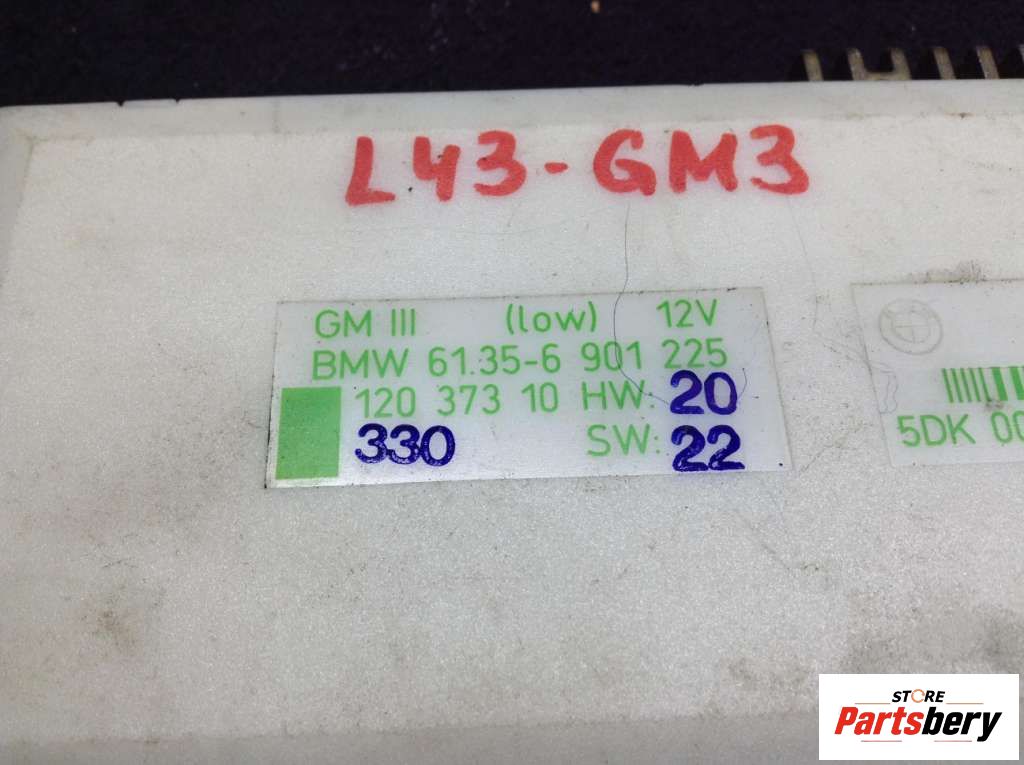 L43-GM3
GM III (low) 12V
BMW 61.35-6 901 225
120 373 10 HW: 20
330 SW: 22
5DK 00
STORE
Partsbery